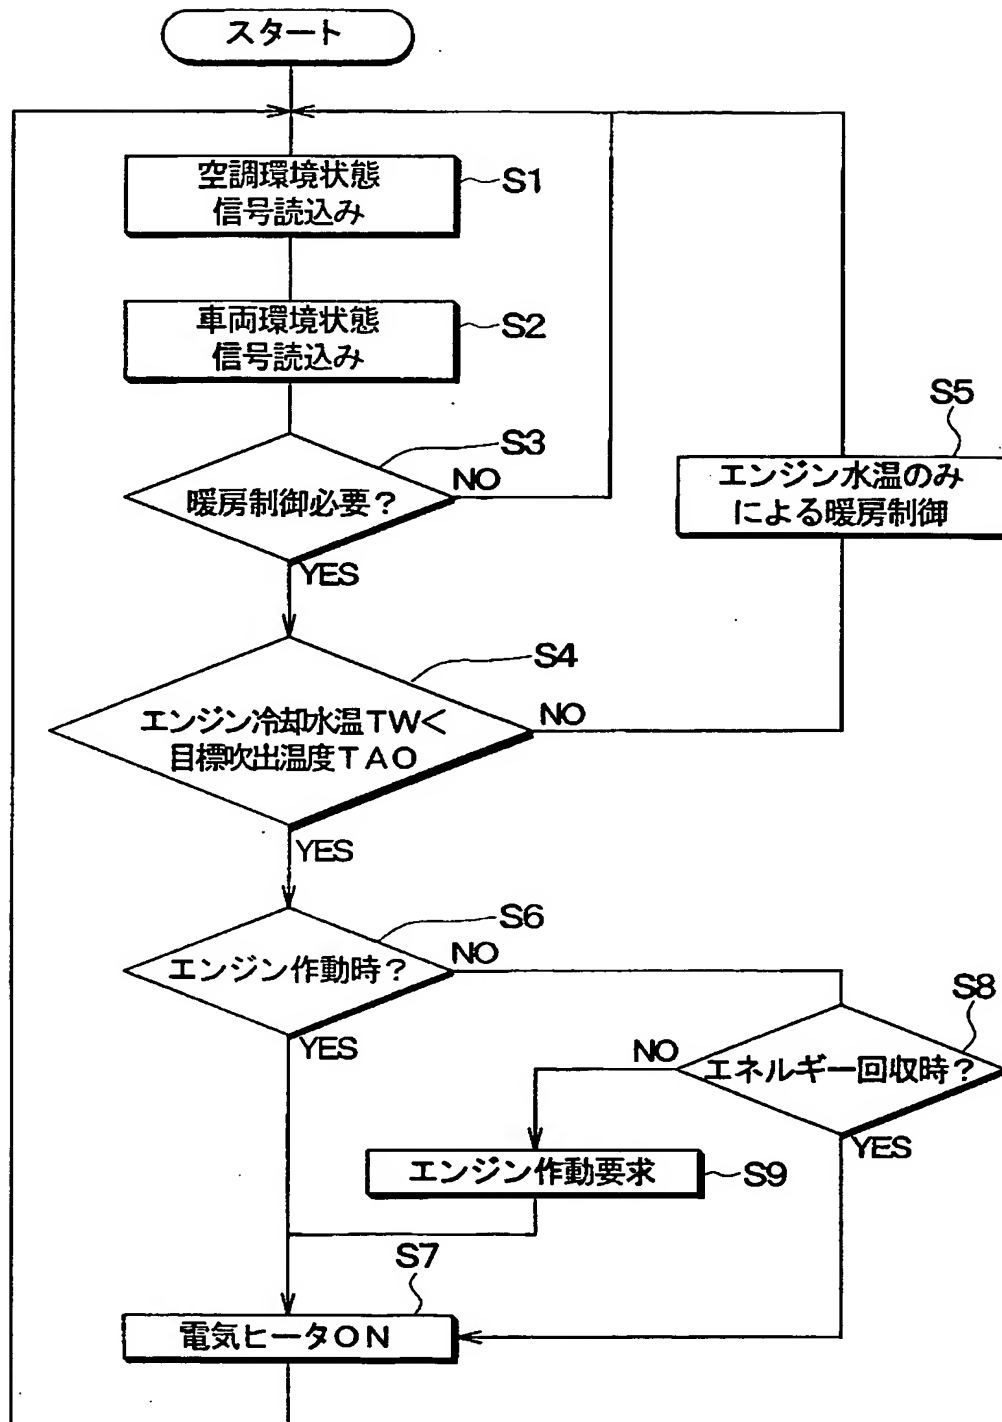 スタート
空調環境状態
信号読込み
S1
車両環境状態
信号読込み
S2
S3
暖房制御必要?
NO
YES
S5
エンジン水温のみ
による暖房制御
S4
エンジン冷却水温TW<
目標吹出温度TAO
NO
YES
S6
エンジン作動時?
NO
YES
S8
エネルギー回収時?
NO
YES
エンジン作動要求
S9
S7
電気ヒータON